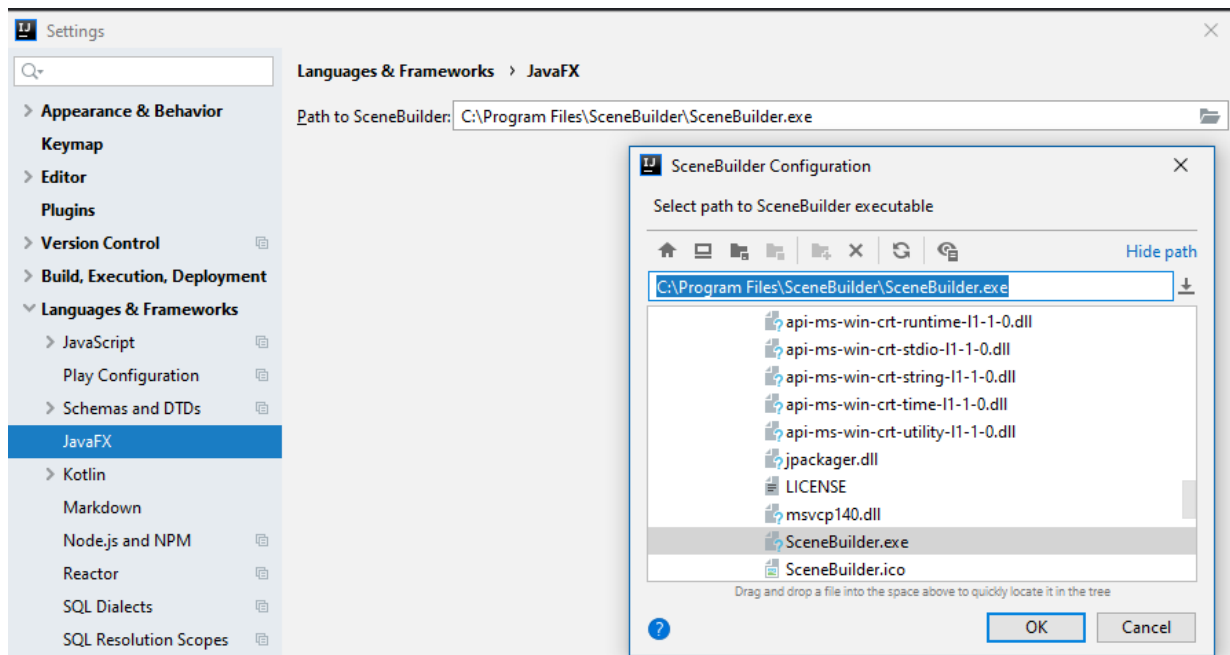 IJ Settings
Languages & Frameworks › JavaFX
Appearance & Behavior
Path to SceneBuilder: C:\Program Files\SceneBuilder\SceneBuilder.exe
Keymap
Editor
Plugins
Version Control
Build, Execution, Deployment
Languages & Frameworks
JavaScript
Play Configuration
Schemas and DTDs
JavaFX
Kotlin
Markdown
Node.js and NPM
Reactor
SQL Dialects
SQL Resolution Scopes
IJ SceneBuilder Configuration
Select path to SceneBuilder executable
Hide path
C:\Program Files\SceneBuilder\SceneBuilder.exe
api-ms-win-crt-runtime-l1-1-0.dll
api-ms-win-crt-stdio-l1-1-0.dll
api-ms-win-crt-string-l1-1-0.dll
api-ms-win-crt-time-l1-1-0.dll
api-ms-win-crt-utility-l1-1-0.dll
jpackager.dll
LICENSE
msvcp140.dll
SceneBuilder.exe
SceneBuilder.ico
Drag and drop a file into the space above to quickly locate it in the tree
? OK Cancel